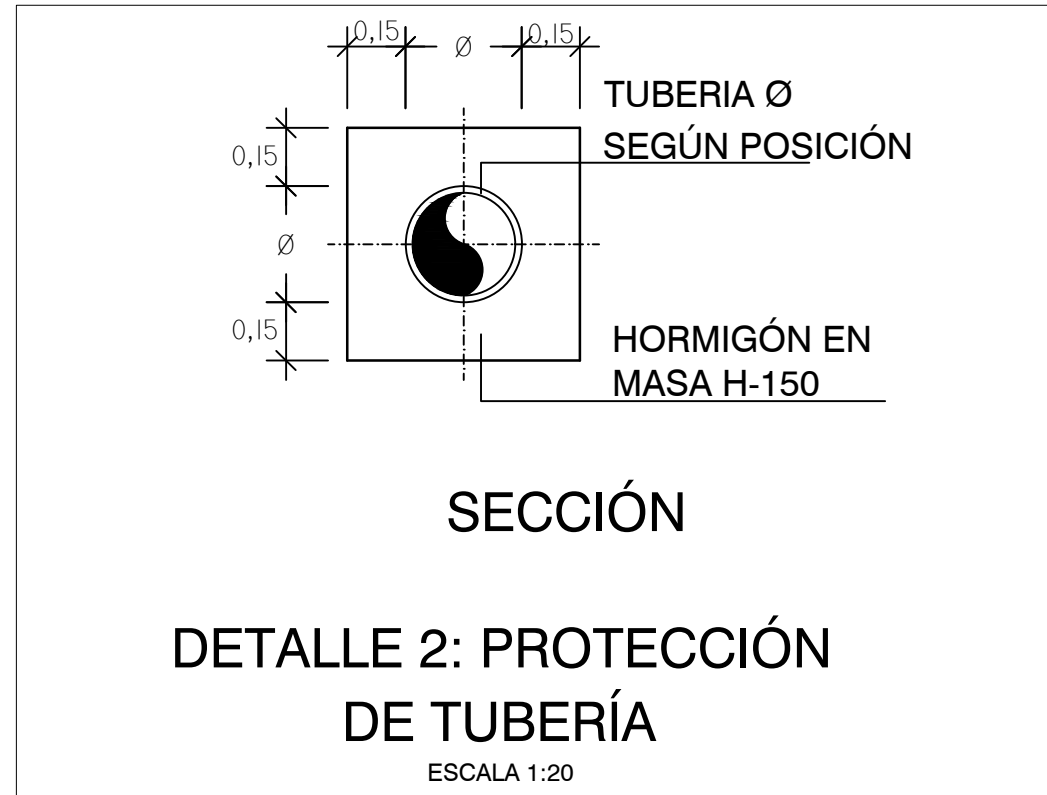 0,15
Ø
0,15
TUBERIA Ø
SEGÚN POSICIÓN
0,15
Ø
0,15
HORMIGÓN EN
MASA H-150
SECCIÓN
DETALLE 2: PROTECCIÓN
DE TUBERÍA
ESCALA 1:20